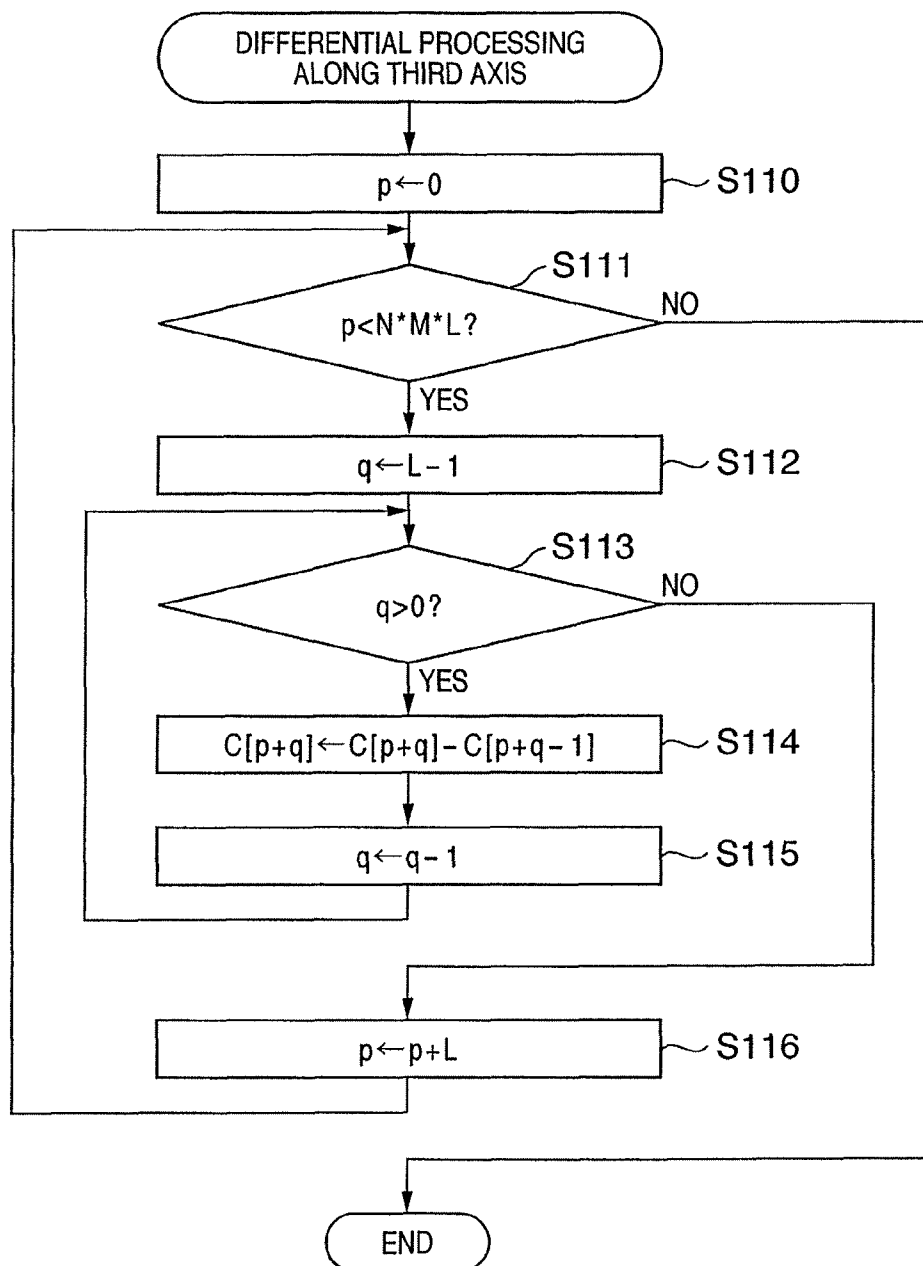 DIFFERENTIAL PROCESSING
ALONG THIRD AXIS
p←0
S110
S111
p<N*M*L?
NO
YES
q←L-1
S112
S113
q>0?
NO
YES
C[p+q]←C[p+q]-C[p+q-1]
S114
q←q-1
S115
p←p+L
S116
END